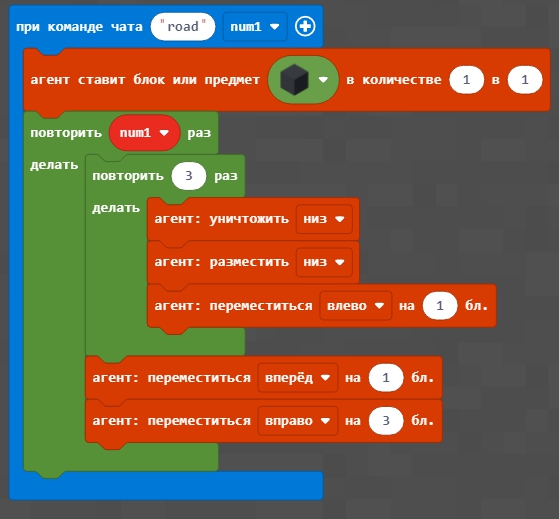 при команде чата "road" num1
агент ставит блок или предмет в количестве 1 в 1
повторить num1 раз
делать
повторить 3 раз
делать
агент: уничтожить низ
агент: разместить низ
агент: переместиться влево на 1 бл.
агент: переместиться вперёд на 1 бл.
агент: переместиться вправо на 3 бл.